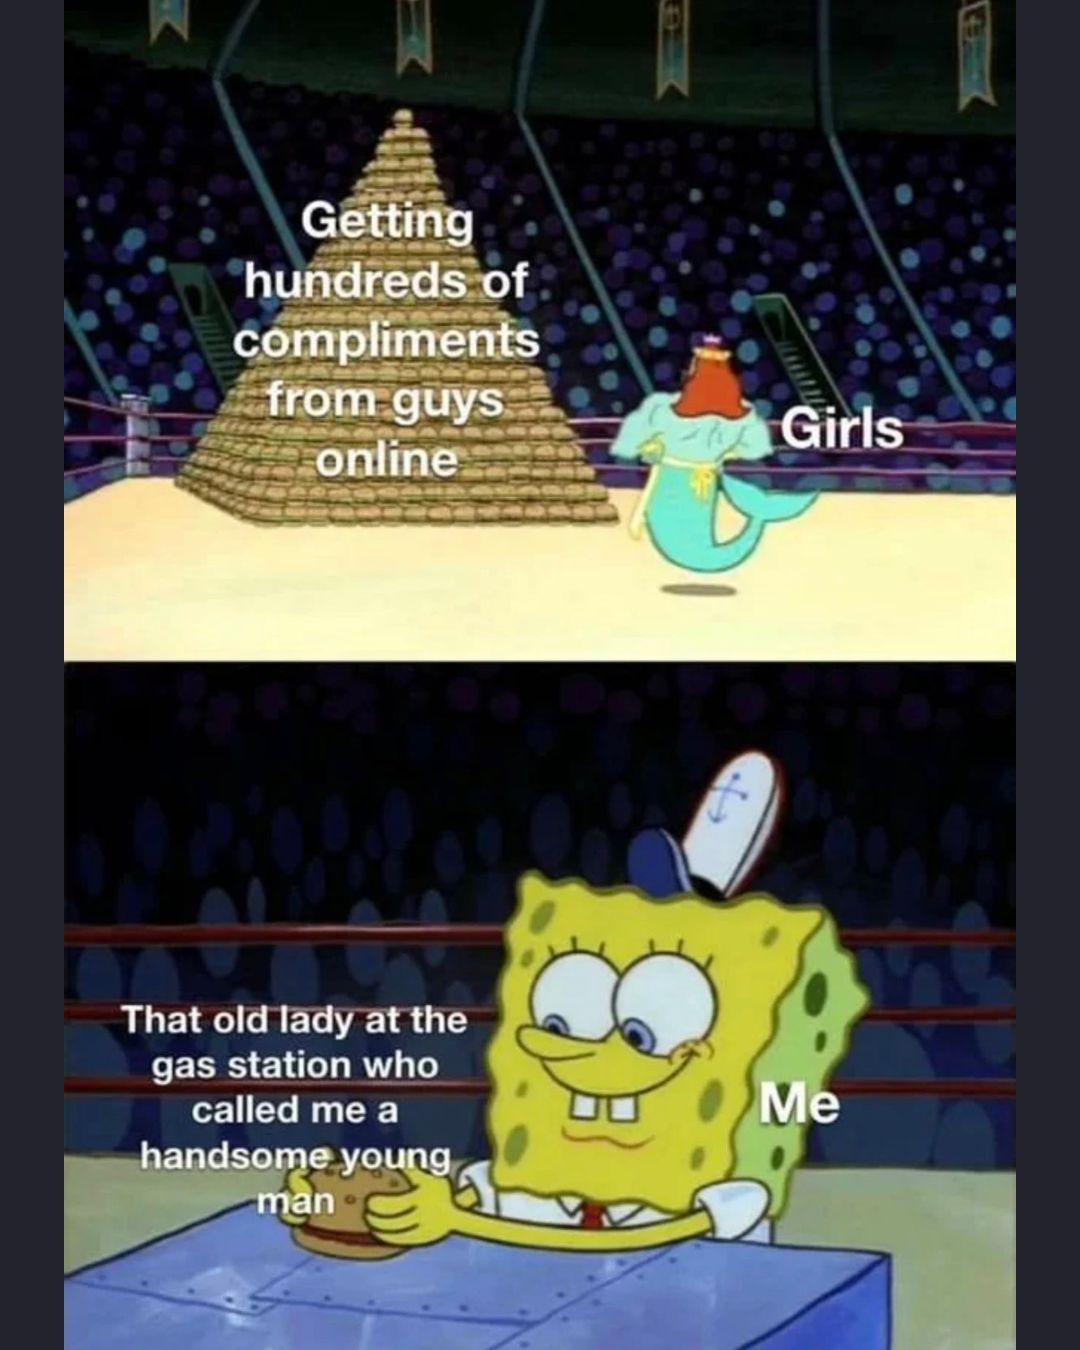 Getting
hundreds of
compliments
from guys
online
Girls
That old lady at the
gas station who
called me a
handsome young
man
Me